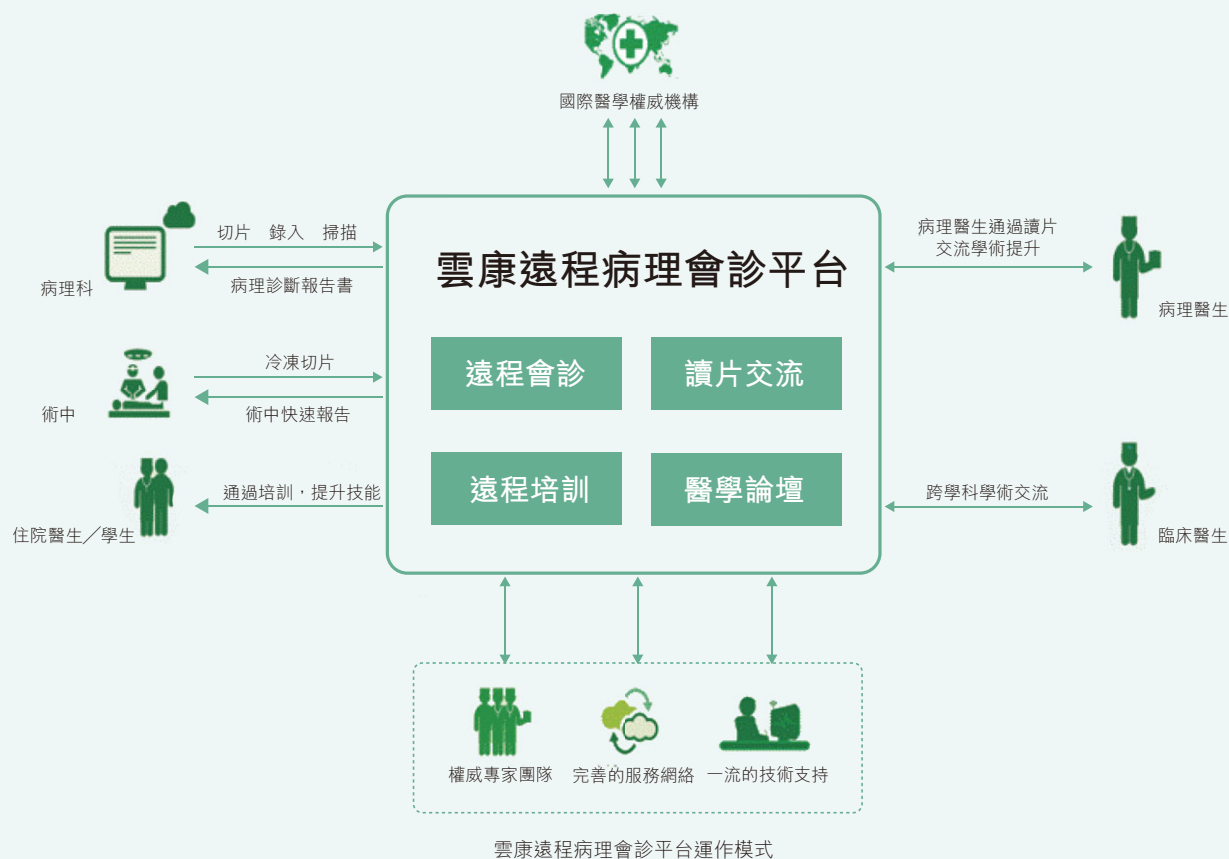 國際醫學權威機構
切片 錄入 掃描
病理診斷報告書
病理科
雲康遠程病理會診平台
病理醫生通過讀片
交流學術提升
病理醫生
冷凍切片
術中快速報告
術中
遠程會診
讀片交流
遠程培訓
醫學論壇
通過培訓,提升技能
住院醫生／學生
跨學科學術交流
臨床醫生
權威專家團隊
完善的服務網絡
一流的技術支持
雲康遠程病理會診平台運作模式